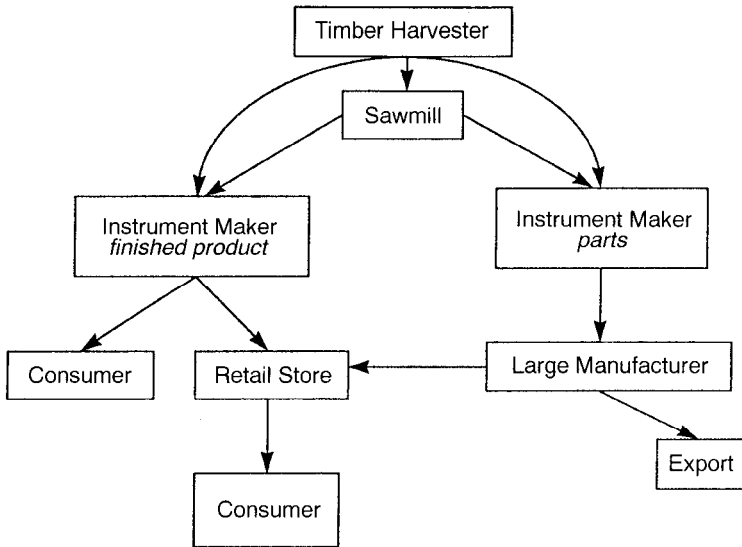 Timber Harvester
Sawmill
Instrument Maker
finished product
Instrument Maker
parts
Consumer
Retail Store
Large Manufacturer
Export
Consumer